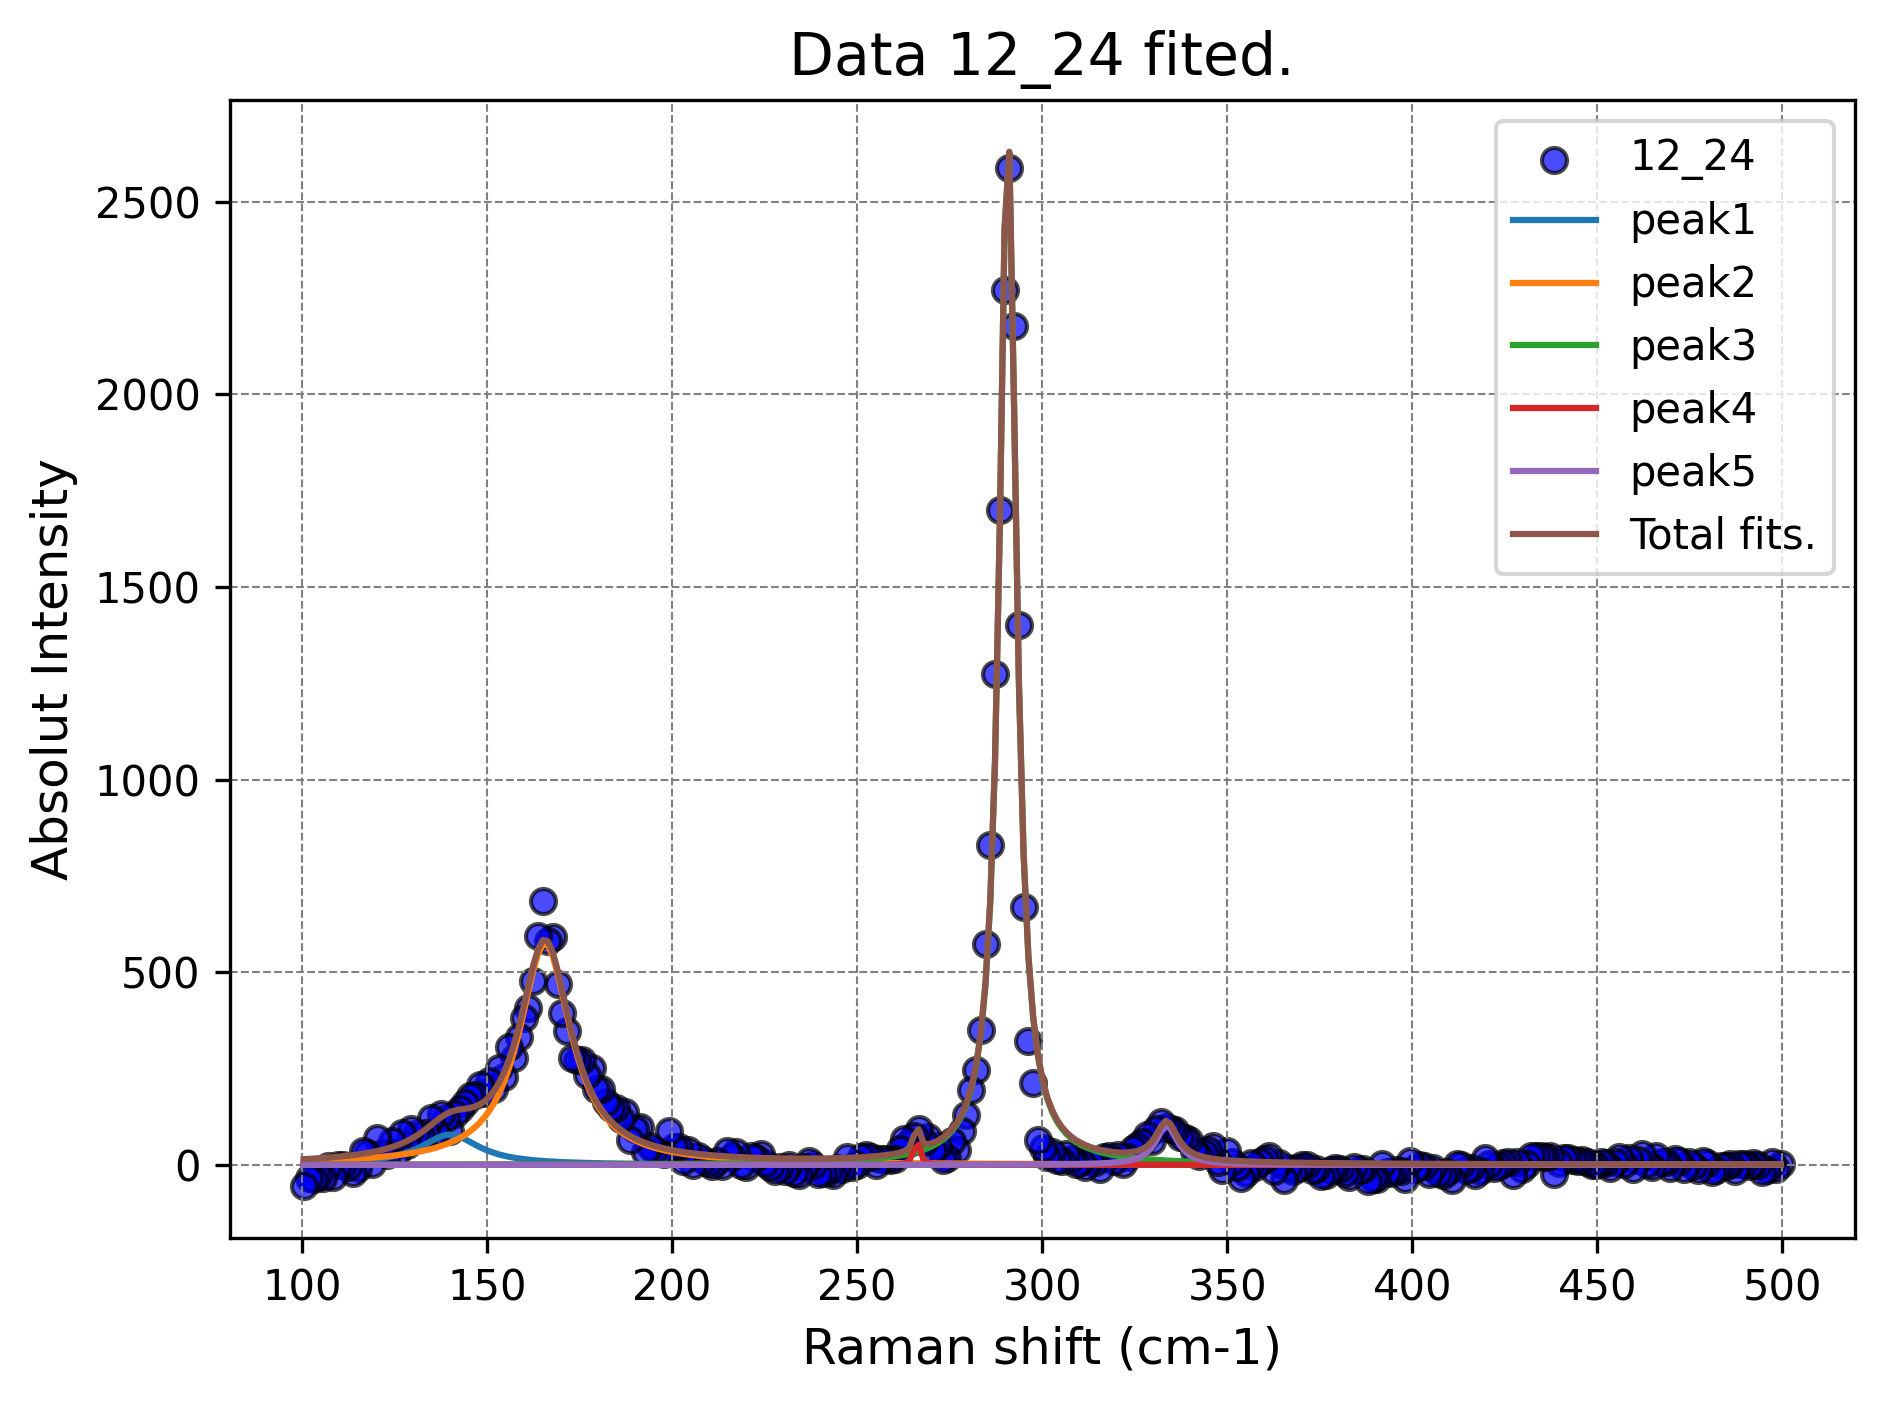 Data 12_24 fited.
2500
2000
1500
1000
500
0
Absolut Intensity
12_24
peak1
peak2
peak3
peak4
peak5
Total fits.
100 150 200 250 300 350 400 450 500
Raman shift (cm-1)